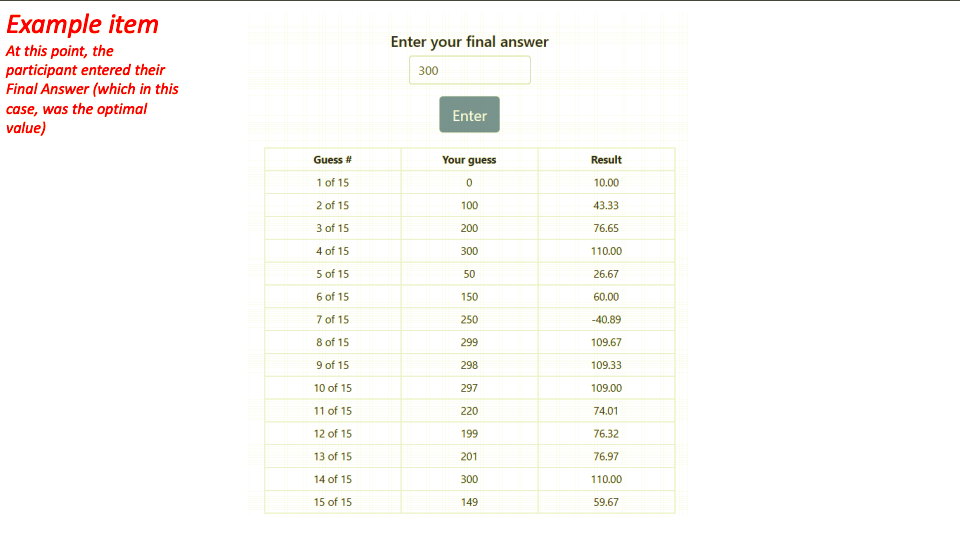 Example item
At this point, the
participant entered their
Final Answer (which in this
case, was the optimal
value)
Enter your final answer
300
Enter
Guess # Your guess Result
1 of 15 0 10.00
2 of 15 100 43.33
3 of 15 200 76.65
4 of 15 300 110.00
5 of 15 50 26.67
6 of 15 150 60.00
7 of 15 250 -40.89
8 of 15 299 109.67
9 of 15 298 109.33
10 of 15 297 109.00
11 of 15 220 74.01
12 of 15 199 76.32
13 of 15 201 76.97
14 of 15 300 110.00
15 of 15 149 59.67